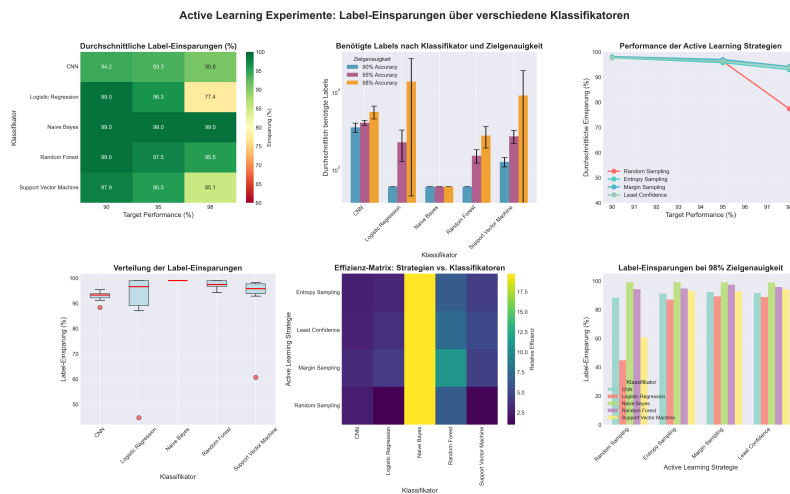 Active Learning Experimente: Label-Einsparungen über verschiedene Klassifikatoren
Durchschnittliche Label-Einsparungen (%)
Klassifikator
CNN
Logistic Regression
Naive Bayes
Random Forest
Support Vector Machine
94.2 93.3 90.8
99.0 96.3 77.4
99.0 99.0 99.0
99.0 97.5 95.5
97.9 95.5 85.1
90 95 98
Target Performance (%)
100
95
90
85
80
75
70
65
60
Einsparung (%)
Benötigte Labels nach Klassifikator und Zielgenauigkeit
Durchschnittlich benötigte Labels
Zielgenauigkeit
90% Accuracy
95% Accuracy
98% Accuracy
CNN
Logistic Regression
Naive Bayes
Random Forest
Support Vector Machine
Klassifikator
Performance der Active Learning Strategien
Durchschnittliche Einsparung (%)
100
90
80
70
60
50
40
Random Sampling
Entropy Sampling
Margin Sampling
Least Confidence
90 91 92 93 94 95 96 97 98
Target Performance (%)
Verteilung der Label-Einsparungen
Label-Einsparung (%)
100
90
80
70
60
50
CNN
Logistic Regression
Naive Bayes
Random Forest
Support Vector Machine
Klassifikator
Effizienz-Matrix: Strategien vs. Klassifikatoren
Active Learning Strategie
Entropy Sampling
Least Confidence
Margin Sampling
Random Sampling
CNN
Logistic Regression
Naive Bayes
Random Forest
Support Vector Machine
Klassifikator
17.5
15.0
12.5
10.0
7.5
5.0
2.5
Relative Effizienz
Label-Einsparungen bei 98% Zielgenauigkeit
Label-Einsparung (%)
100
80
60
40
20
0
Klassifikator
CNN
Logistic Regression
Naive Bayes
Random Forest
Support Vector Machine
Random Sampling
Entropy Sampling
Margin Sampling
Least Confidence
Active Learning Strategie